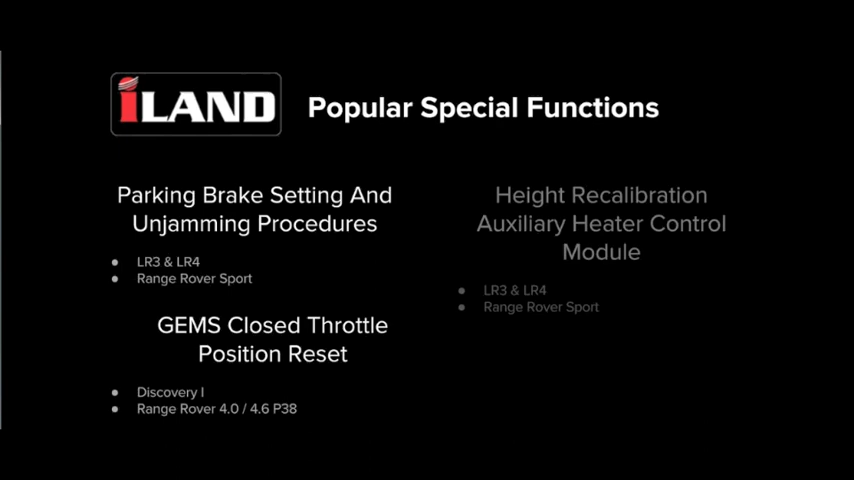 iLAND
Popular Special Functions
Parking Brake Setting And
Unjamming Procedures
• LR3 & LR4
• Range Rover Sport
GEMS Closed Throttle
Position Reset
• Discovery I
• Range Rover 4.0 / 4.6 P38
Height Recalibration
Auxiliary Heater Control
Module
• LR3 & LR4
• Range Rover Sport